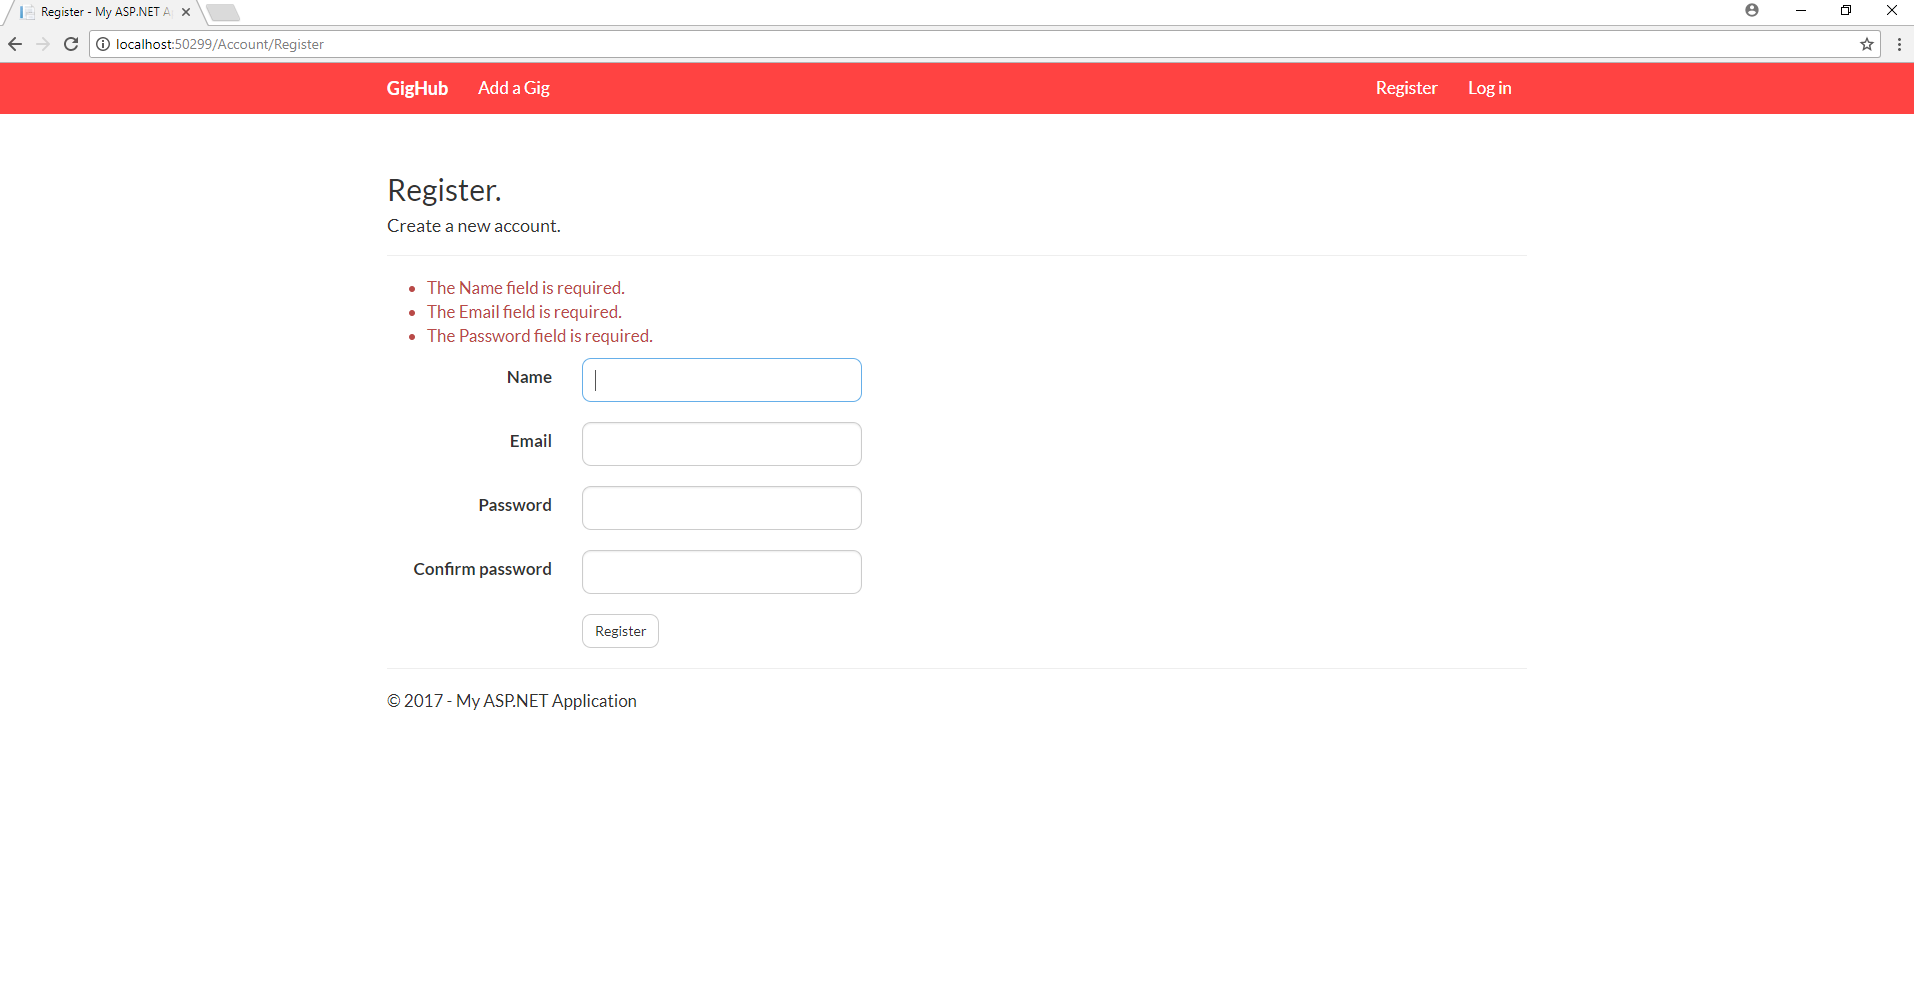 Register - My ASP.NET A
localhost:50299/Account/Register
GigHub Add a Gig Register Log in
Register.
Create a new account.
The Name field is required.
The Email field is required.
The Password field is required.
Name
Email
Password
Confirm password
Register
© 2017 - My ASP.NET Application